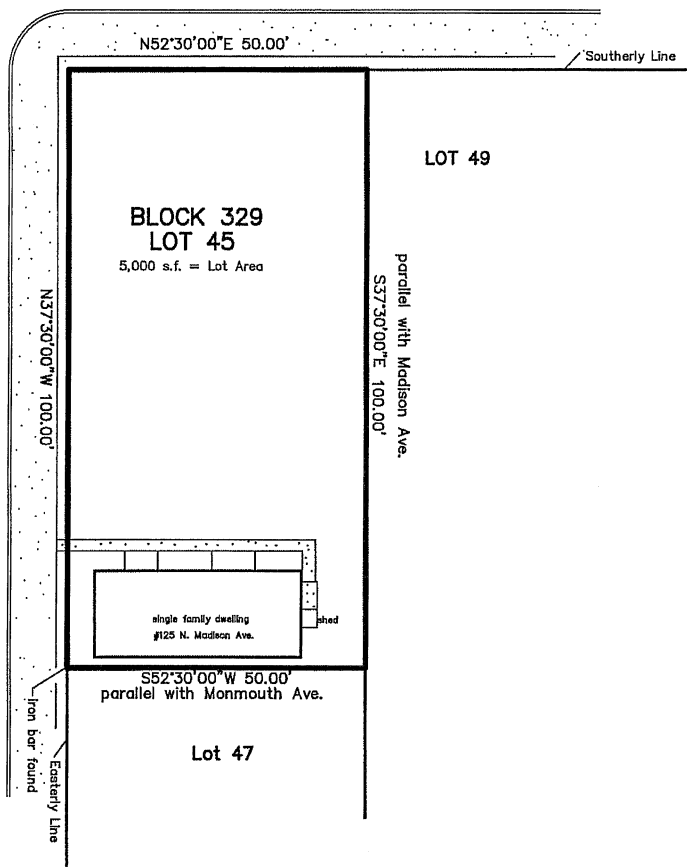 N52°30'00"E 50.00'
Southerly Line
LOT 49
BLOCK 329
LOT 45
5,000 s.f. = Lot Area
N37°30'00"W 100.00'
parallel with Madison Ave.
S37°30'00"E 100.00'
single family dwelling
#125 N. Madison Ave.
shed
S52°30'00"W 50.00'
parallel with Monmouth Ave.
Iron bar found
Easterly Line
Lot 47